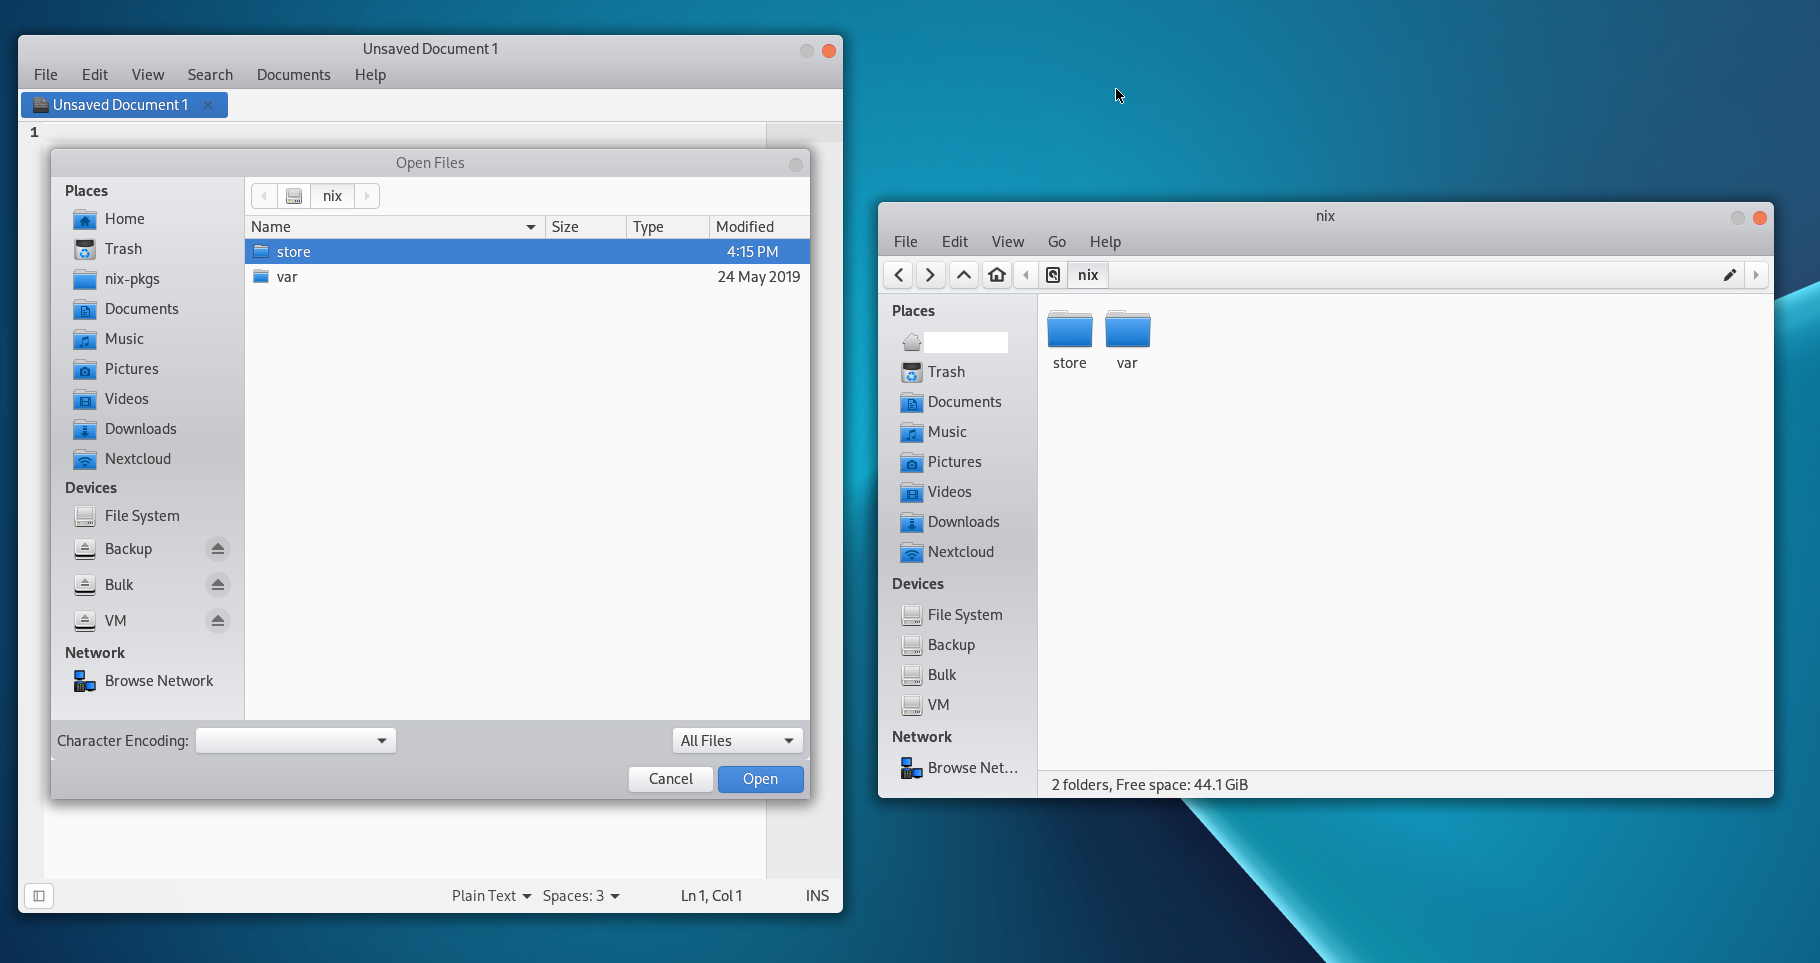 Unsaved Document 1
File Edit View Search Documents Help
Unsaved Document 1
1
Open Files
Places
Home
Trash
nix-pkgs
Documents
Music
Pictures
Videos
Downloads
Nextcloud
Devices
File System
Backup
Bulk
VM
Network
Browse Network
nix
Name Size Type Modified
store 4:15 PM
var 24 May 2019
Character Encoding: All Files
Cancel Open
Plain Text Spaces: 3 Ln 1, Col 1 INS
nix
File Edit View Go Help
nix
Places
Trash
Documents
Music
Pictures
Videos
Downloads
Nextcloud
Devices
File System
Backup
Bulk
VM
Network
Browse Net...
store var
2 folders, Free space: 44.1 GiB